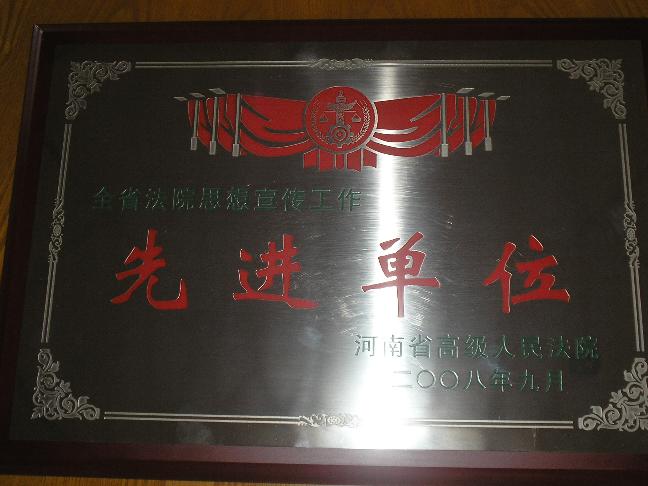 全省法院思想宣传工作
先进单位
河南省高级人民法院
二〇〇八年九月